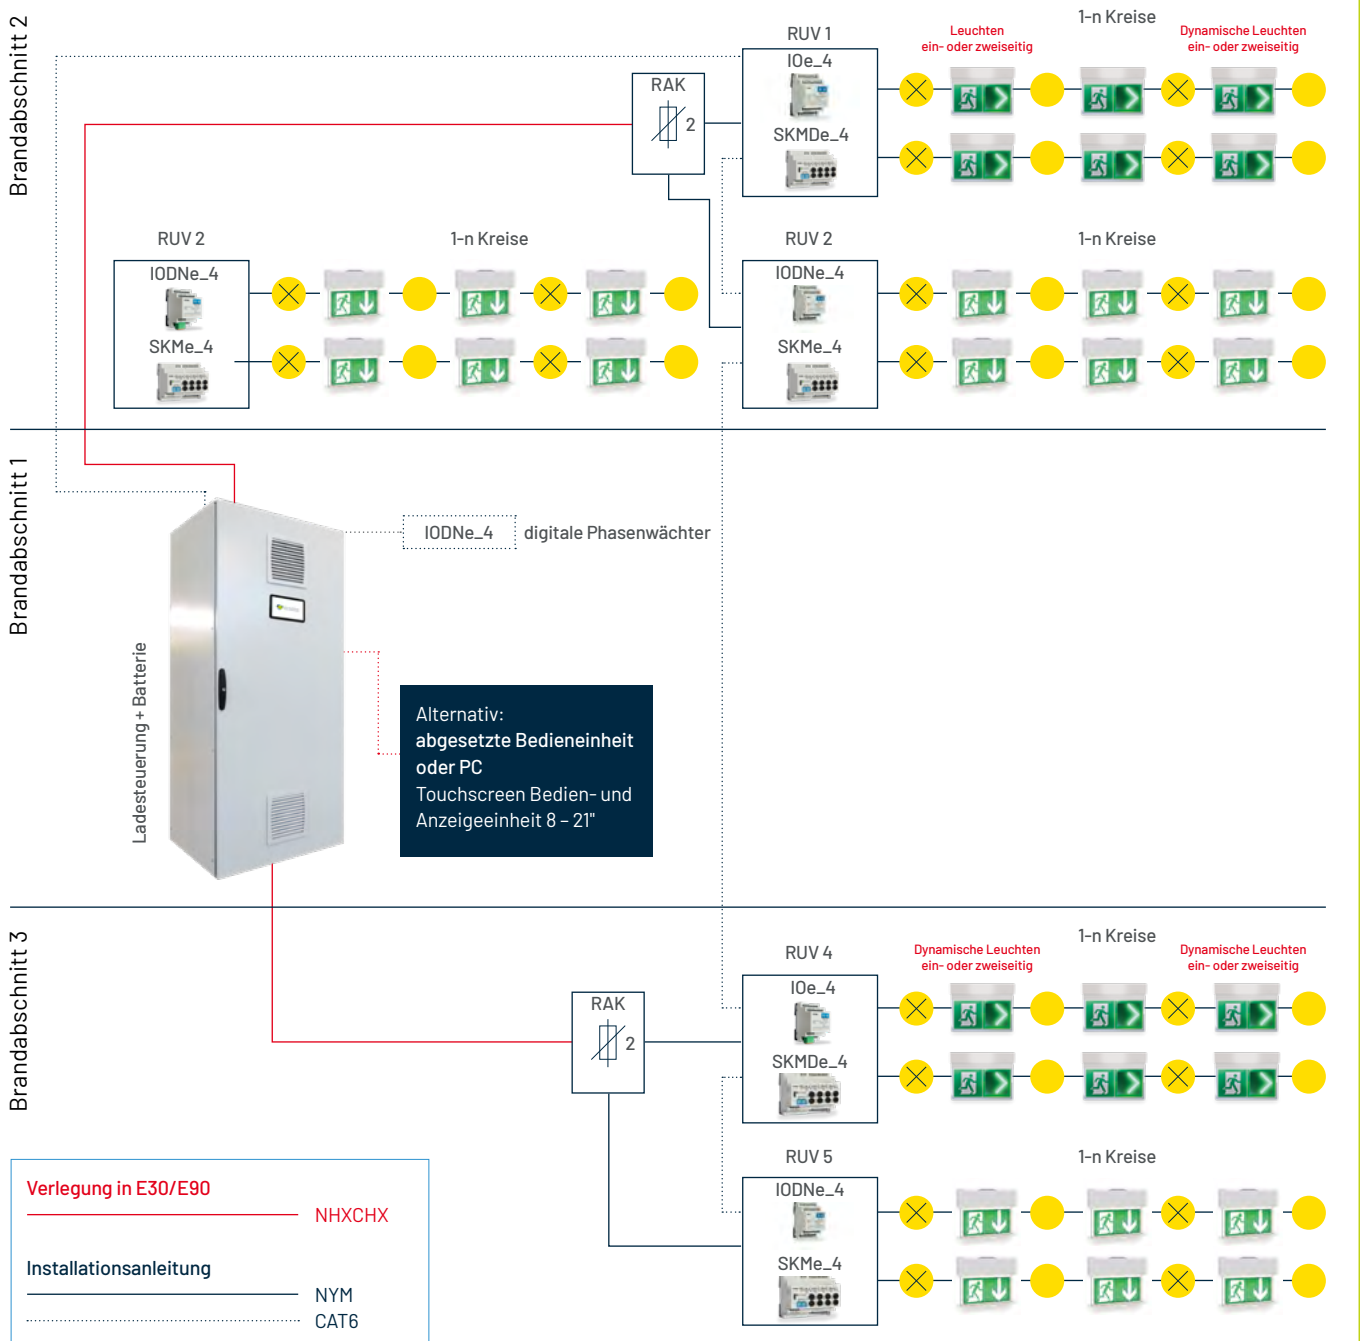 Brandabschnitt 2
1-n Kreise
RUV 1
Leuchten
ein- oder zweiseitig
Dynamische Leuchten
ein- oder zweiseitig
IOe_4
RAK
2
SKMDe_4
RUV 2
1-n Kreise
IODNe_4
SKMe_4
RUV 2
1-n Kreise
IODNe_4
SKMe_4
Brandabschnitt 1
IODNe_4
digitale Phasenwächter
Ladesteuerung + Batterie
Alternativ:
abgesetzte Bedieneinheit
oder PC
Touchscreen Bedien- und
Anzeigeeinheit 8 – 21"
Brandabschnitt 3
1-n Kreise
RUV 4
Dynamische Leuchten
ein- oder zweiseitig
Dynamische Leuchten
ein- oder zweiseitig
IOe_4
RAK
2
SKMDe_4
RUV 5
1-n Kreise
IODNe_4
SKMe_4
Verlegung in E30/E90
NHXCHX
Installationsanleitung
NYM
CAT6